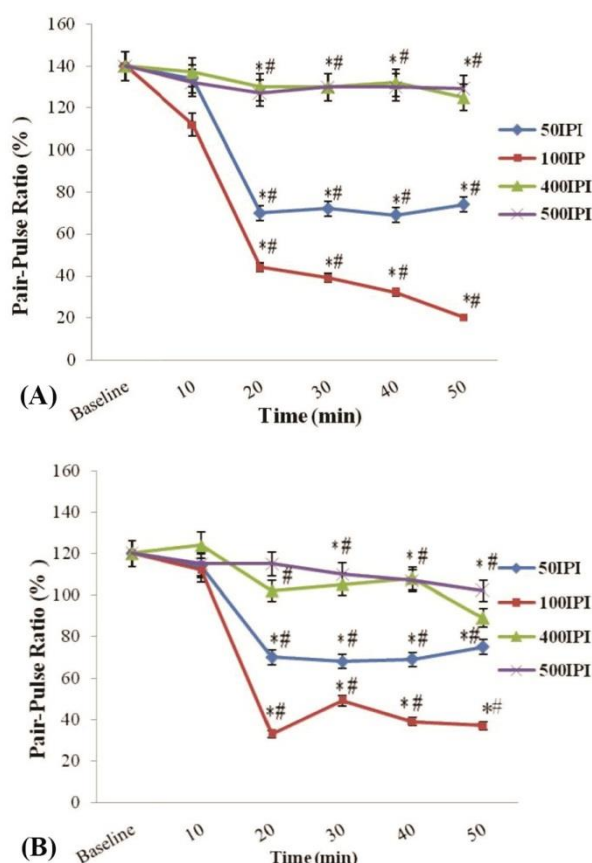 160
140
120
100
80
60
40
20
0
Pair-Pulse Ratio (%)
*# *# *# *#
*# *# *# *#
*# *# *# *#
50IPI
100IP
400IPI
500IPI
Baseline 10 20 30 40 50
(A)
Time (min)
160
140
120
100
80
60
40
20
0
Pair-Pulse Ratio (%)
# *# *# *#
*# *# *# *#
*# *# *# *#
50IPI
100IPI
400IPI
500IPI
Baseline 10 20 30 40 50
(B)
Time (min)